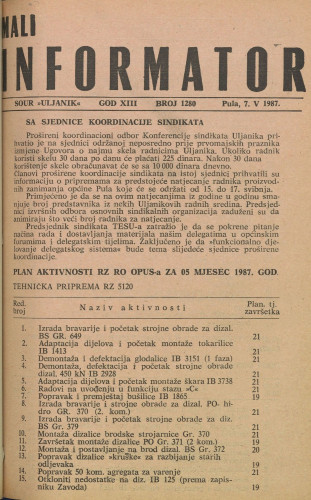 MALI
INFORMATOR
SOUR »ULJANIK« GOD XIII BROJ 1280 Pula, 7. V 1987.
SA SJEDNICE KOORDINACIJE SINDIKATA
Prošireni koordinacioni odbor Konferencije sindikata Uljanika pri-
hvatio je na sjednici održanoj neposredno prije prvomajskih praznika
izmjene Ugovora o najmu skela radnicima Uljanika. Ukoliko radnik
koristi skelu 30 dana po danu će plaćati 225 dinara. Nakon 30 dana
korištenje skele obračunavat će se sa 10 000 dinara dnevno.
Članovi proširene koordinacije sindikata na istoj sjednici prihvatili su
informaciju o pripremama za predstojeće natjecanje radnika proizvod-
nih zanimanja općine Pula koje će se održati od 15. do 17. svibnja.
Primijećeno je da se na ovim natjecanjima iz godine u godinu sma-
njuje broj predstavnika iz nekih Uljanikovih radnih sredina. Predsjed-
nici izvršnih odbora osnovnih sindikalnih organizacija zaduženi su da
animiraju što veći broj radnika za natjecanje.
Predsjednik sindikata TESU-a zatražio je da se pokrene pitanje
načina rada i dostavljanja materijala našim delegatima u općinskim
forumima i delegatskim tijelima. Zaključeno je da »funkcionalno dje-
lovanje delegatskog sistema« bude tema slijedeće sjednice proširene
koordinacije.
PLAN AKTIVNOSTI RZ RO OPUS-a ZA 05 MJESEC 1987. GOD.
TEHNIČKA PRIPREMA RZ 5120
Red. Naziv aktivnosti Plan. tj.
broj završetka
1. Izrada bravarije i početak strojne obrade za dizal.
BS GR. 649 21
2. Adaptacija dijelova i početak montaže tokarilice
IB 1413 21
3. Demontaža i defektacija glodalice IB 3151 (1 faza) 21
4. Demontaža, defektacija i početak strojne obrade
dizal. 450 kN IB 2928 21
5. Adaptacija dijelova i početak montaže škara IB 3738 21
6. Radovi na uvođenju u funkciju stazu »C« 21
7. Popravak i premještaj bušilice IB 1865 19
8. Izrada bravarije i početak strojne obrade za dizal. PO- hi-
DRO GR. 370 (2. kom.) 21
9. Izrada bravarije i početak strojne obrade za diz.
BS Gr. 379 21
10. Montaža dizalice brodske strojarnice Gr. 370 21
11. Završetak montaže dizalice PO Gr. 371 (2 kom.) 19
12. Montaža i postavljanje na brod dizal. BS Gr. 372 20
13. Popravak dizalice »kruške« za razbijanje starih
odljevaka 19
14. Popravak 50 kom. agregata za varenje 21
15. Otkloniti nedostatke na diz. IB 125 (prema zapis-
niku Zavoda) 19